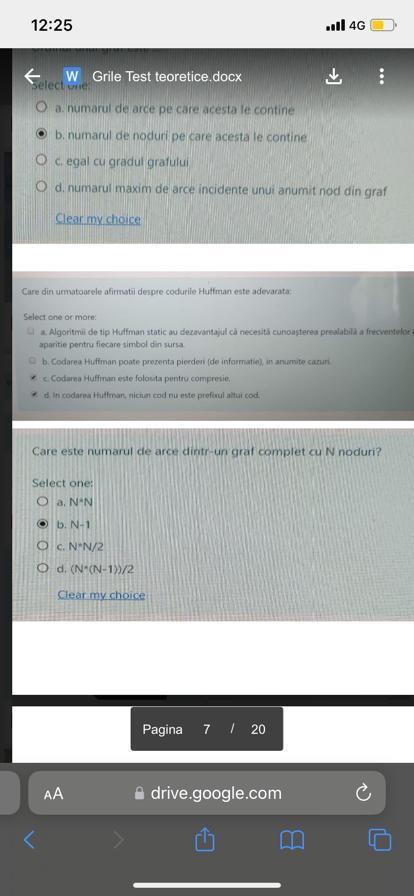 12:25
4G
W Grile Test teoretice.docx
Select one:
a. numarul de arce pe care acesta le contine
b. numarul de noduri pe care acesta le contine
c. egal cu gradul grafului
d. numarul maxim de arce incidente unui anumit nod din graf
Clear my choice
Care din urmatoarele afirmatii despre codurile Huffman este adevarata:
Select one or more:
a. Algoritmii de tip Huffman static au dezavantajul că necesită cunoașterea prealabilă a frecventelor
aparitie pentru fiecare simbol din sursa.
b. Codarea Huffman poate prezenta pierderi (de informatie), in anumite cazuri.
c. Codarea Huffman este folosita pentru compresie.
d. In codarea Huffman, niciun cod nu este prefixul altui cod.
Care este numarul de arce dintr-un graf complet cu N noduri?
Select one:
a. N*N
b. N-1
c. N*N/2
d. (N*(N-1))/2
Clear my choice
Pagina 7 / 20
AA drive.google.com